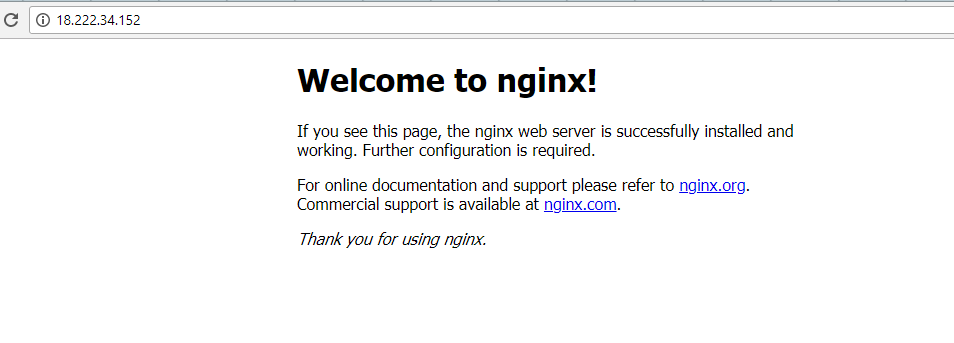 18.222.34.152
Welcome to nginx!
If you see this page, the nginx web server is successfully installed and
working. Further configuration is required.
For online documentation and support please refer to nginx.org.
Commercial support is available at nginx.com.
Thank you for using nginx.